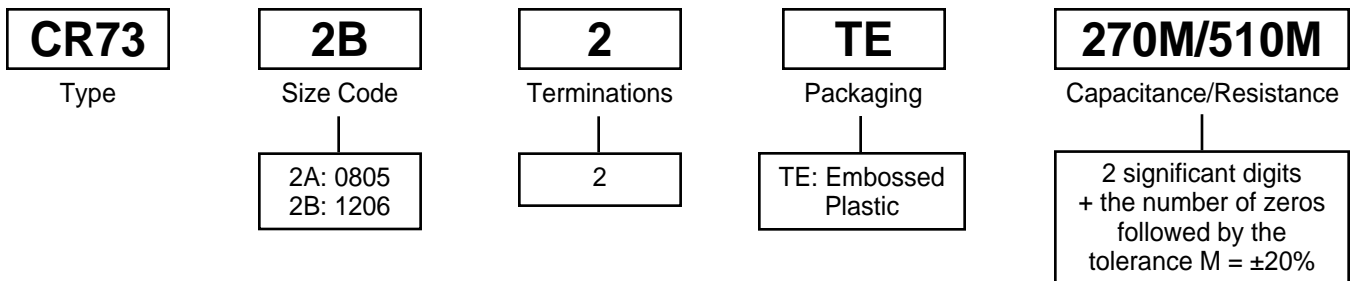 CR73 2B 2 TE 270M/510M
Type Size Code Terminations Packaging Capacitance/Resistance
2A: 0805
2B: 1206
2
TE: Embossed
Plastic
2 significant digits
+ the number of zeros
followed by the
tolerance M = ±20%